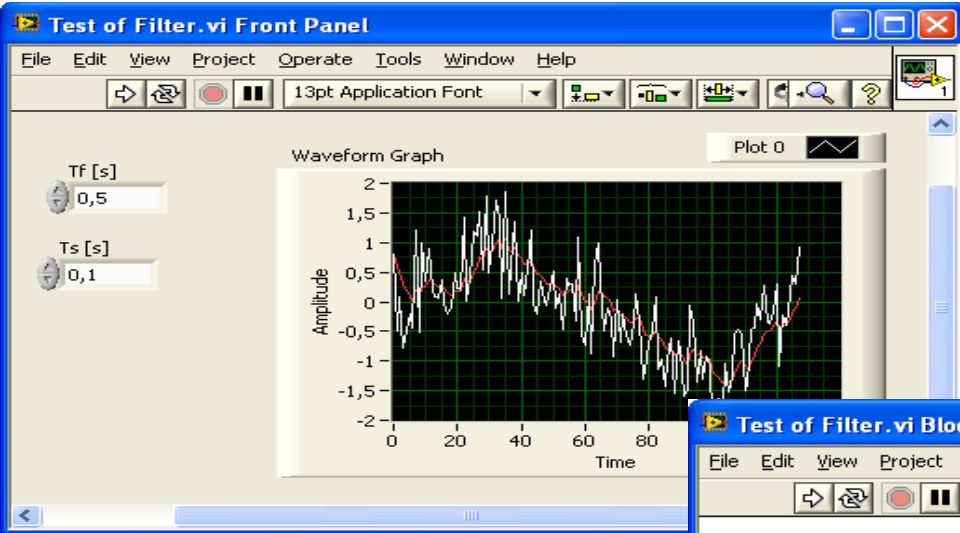 Test of Filter.vi Front Panel
File Edit View Project Operate Tools Window Help
13pt Application Font
1
Waveform Graph
Plot 0
Tf [s]
0,5
Ts [s]
0,1
Amplitude
2
1,5
1
0,5
0
-0,5
-1
-1,5
-2
0 20 40 60 80
Time
Test of Filter.vi Bloc
File Edit View Project